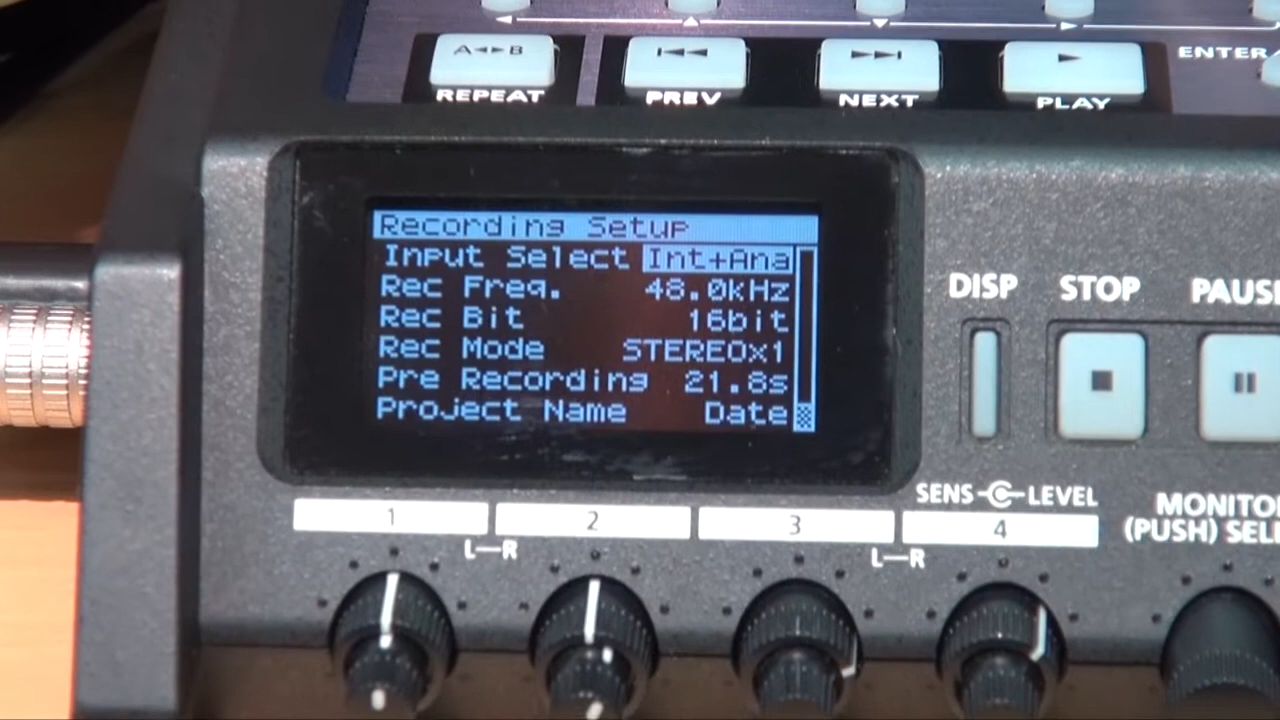 A B
REPEAT
PREV
NEXT
PLAY
ENTER
Recording Setup
Input Select Int+Ana
Rec Freq. 48.0kHz
Rec Bit 16bit
Rec Mode STEREOx1
Pre Recording 21.8s
Project Name Date
DISP
STOP
PAUSE
SENS LEVEL
1
2
3
4
L—R
L—R
MONITO
(PUSH) SELE